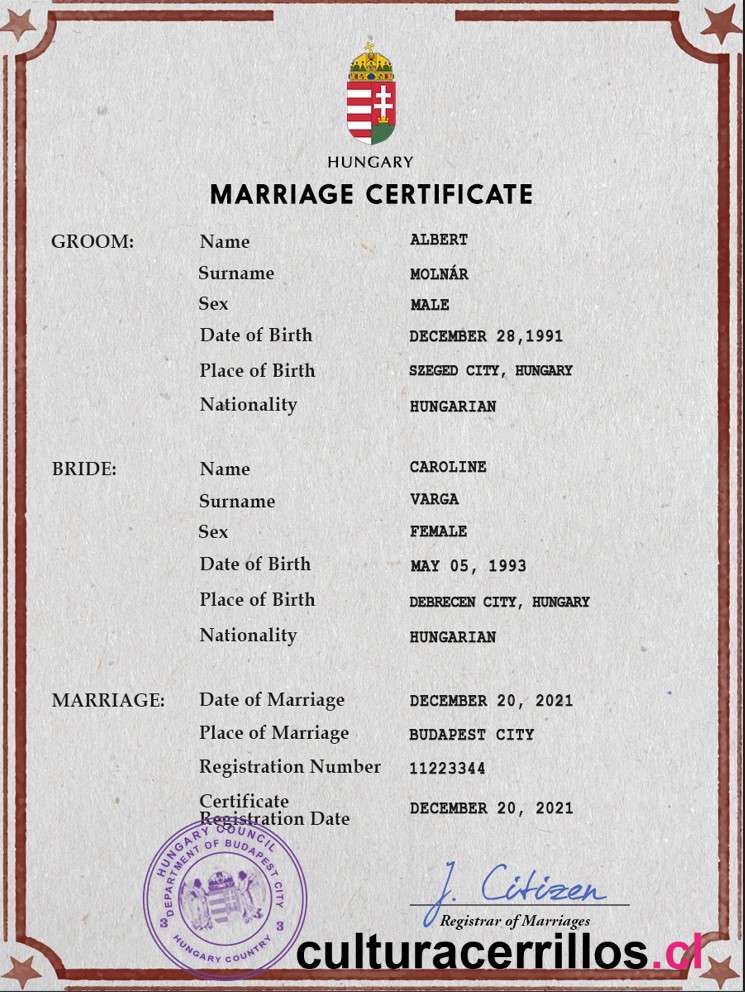 HUNGARY
MARRIAGE CERTIFICATE
GROOM: Name ALBERT
Surname MOLNÁR
Sex MALE
Date of Birth DECEMBER 28,1991
Place of Birth SZEGED CITY, HUNGARY
Nationality HUNGARIAN
BRIDE: Name CAROLINE
Surname VARGA
Sex FEMALE
Date of Birth MAY 05, 1993
Place of Birth DEBRECEN CITY, HUNGARY
Nationality HUNGARIAN
MARRIAGE: Date of Marriage DECEMBER 20, 2021
Place of Marriage BUDAPEST CITY
Registration Number 11223344
Certificate
Registration Date DECEMBER 20, 2021
HUNGARY COUNCIL
DEPARTMENT OF BUDAPEST CITY
3 3
HUNGARY COUNTRY
J. Citizen
Registrar of Marriages
culturacerrillos.cl